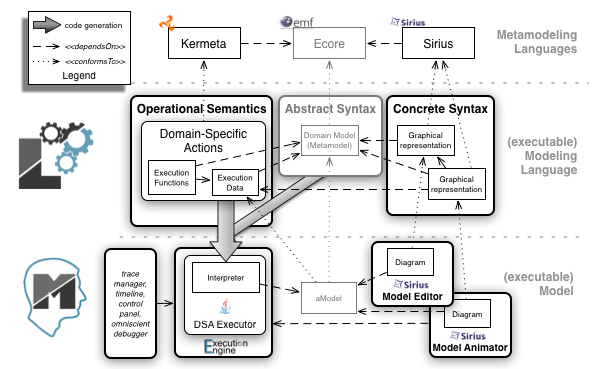 code generation
<<dependsOn>>
<<conformsTo>>
Legend
Kermeta
emf
Ecore
Sirius
Sirius
Metamodeling
Languages
Operational Semantics
Domain-Specific
Actions
Execution
Functions
Execution
Data
Abstract Syntax
Domain Model
(Metamodel)
Concrete Syntax
Graphical
representation
Graphical
representation
(executable)
Modeling
Language
trace
manager,
timeline,
control
panel,
omniscient
debugger
Interpreter
DSA Executor
Execution
Engine
aModel
Diagram
Sirius
Model Editor
Diagram
Sirius
Model Animator
(executable)
Model